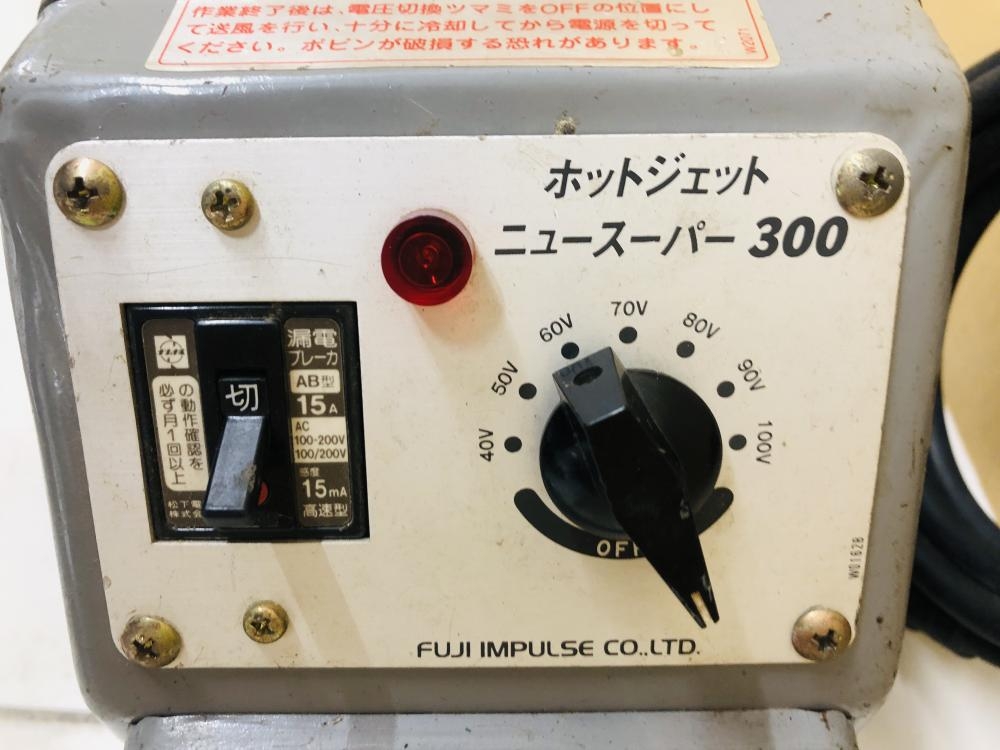 作業終了後は、電圧切換ツマミをOFFの位置にし
て送風を行い、十分に冷却してから電源を切って
ください。ボビンが破損する恐れがあります。
W2071
ホットジェット
ニュースーパー 300
漏電
ブレーカ
AB型
15A
AC
100-200V
100/200V
感度
15mA
高速型
切
の動作確認を
必ず月1回以上
松下電
株式会
40V
50V
60V
70V
80V
90V
100V
OFF
W0162B
FUJI IMPULSE CO.,LTD.